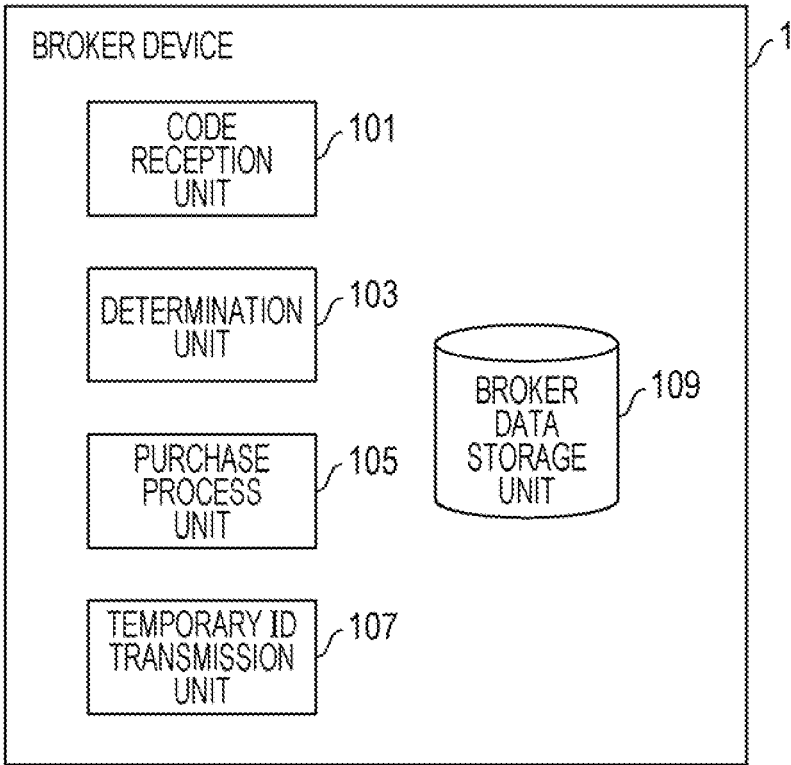 BROKER DEVICE
1
CODE
RECEPTION
UNIT
101
DETERMINATION
UNIT
103
BROKER
DATA
STORAGE
UNIT
109
PURCHASE
PROCESS
UNIT
105
TEMPORARY ID
TRANSMISSION
UNIT
107